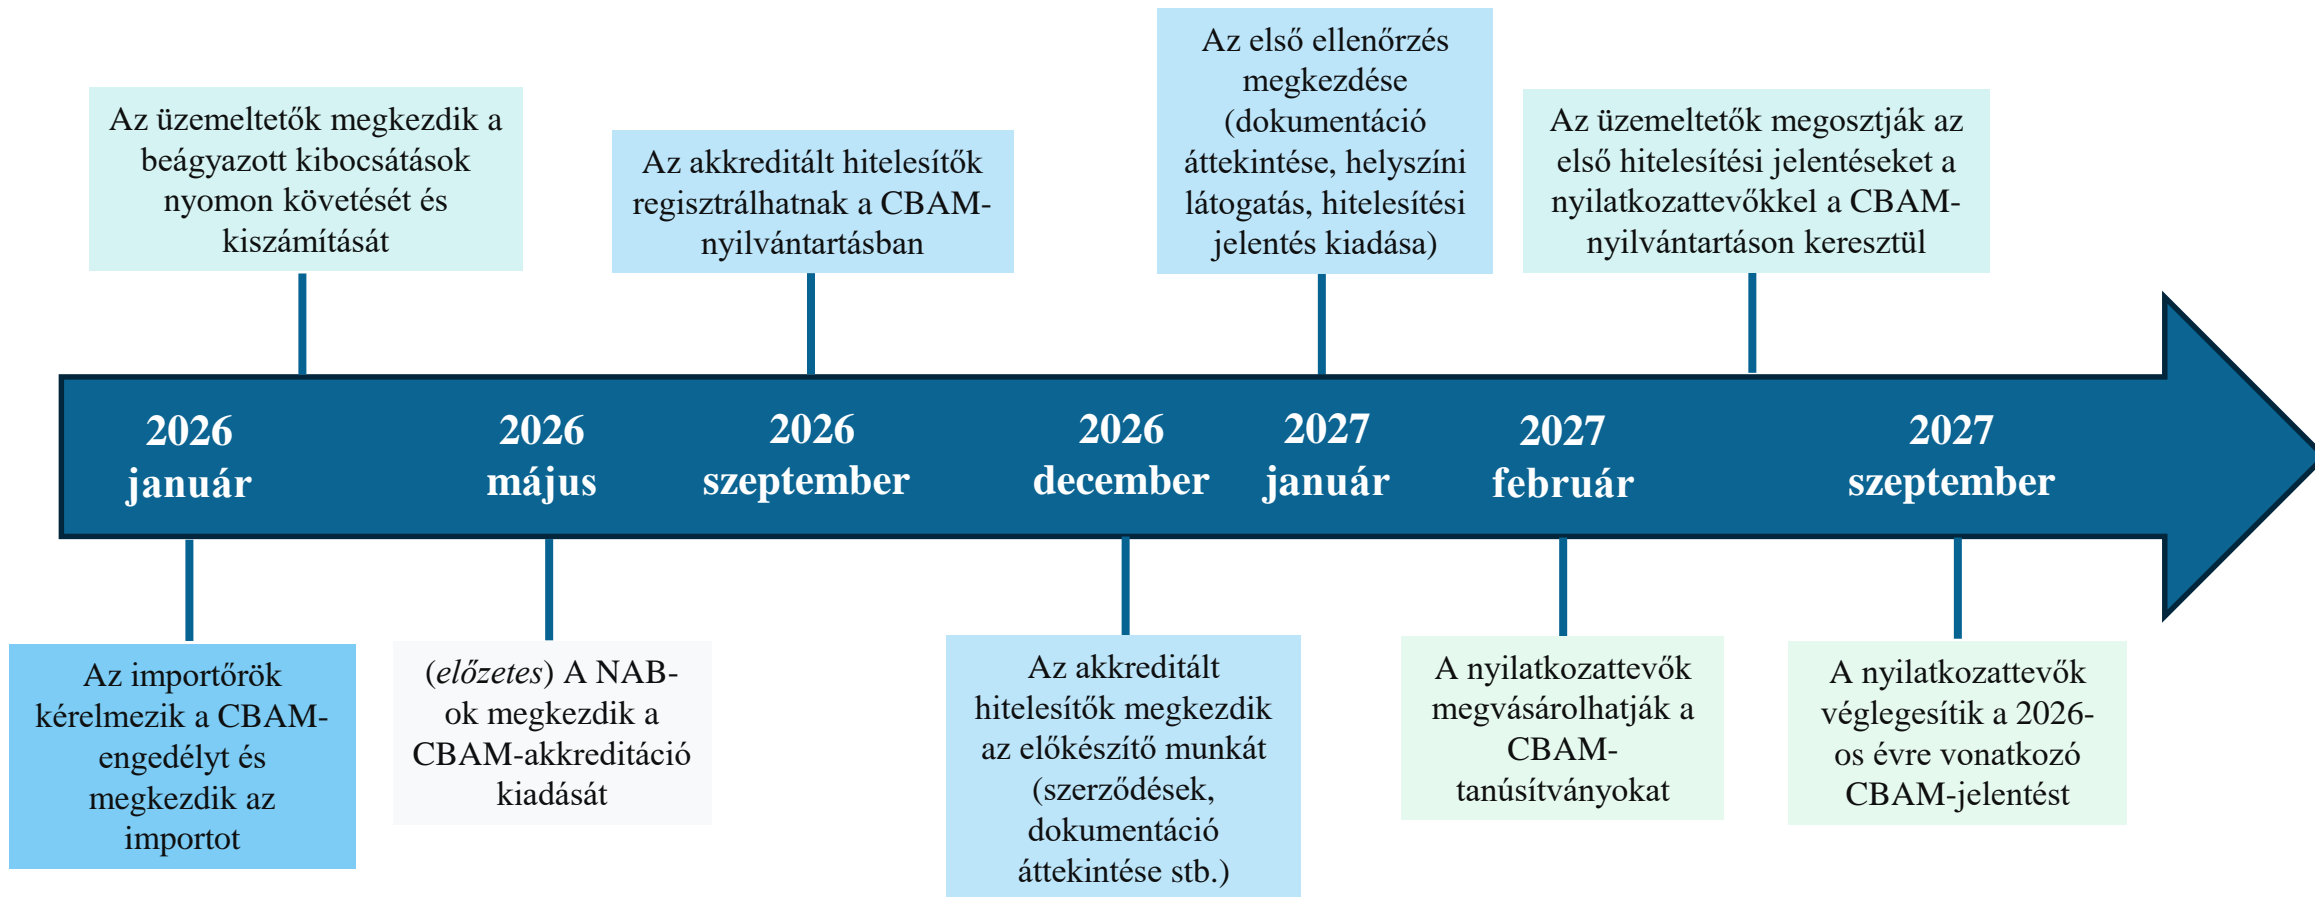 Az üzemeltetők megkezdik a
beágyazott kibocsátások
nyomon követését és
kiszámítását
Az akkreditált hitelesítők
regisztrálhatnak a CBAM-
nyilvántartásban
Az első ellenőrzés
megkezdése
(dokumentáció
áttekintése, helyszíni
látogatás, hitelesítési
jelentés kiadása)
Az üzemeltetők megosztják az
első hitelesítési jelentéseket a
nyilatkozattevőkkel a CBAM-
nyilvántartáson keresztül
2026
január
2026
május
2026
szeptember
2026
december
2027
január
2027
február
2027
szeptember
Az importőrök
kérelmezik a CBAM-
engedélyt és
megkezdik az
importot
(előzetes) A NAB-
ok megkezdik a
CBAM-akkreditáció
kiadását
Az akkreditált
hitelesítők megkezdik
az előkészítő munkát
(szerződések,
dokumentáció
áttekintése stb.)
A nyilatkozattevők
megvásárolhatják a
CBAM-
tanúsítványokat
A nyilatkozattevők
véglegesítik a 2026-
os évre vonatkozó
CBAM-jelentést